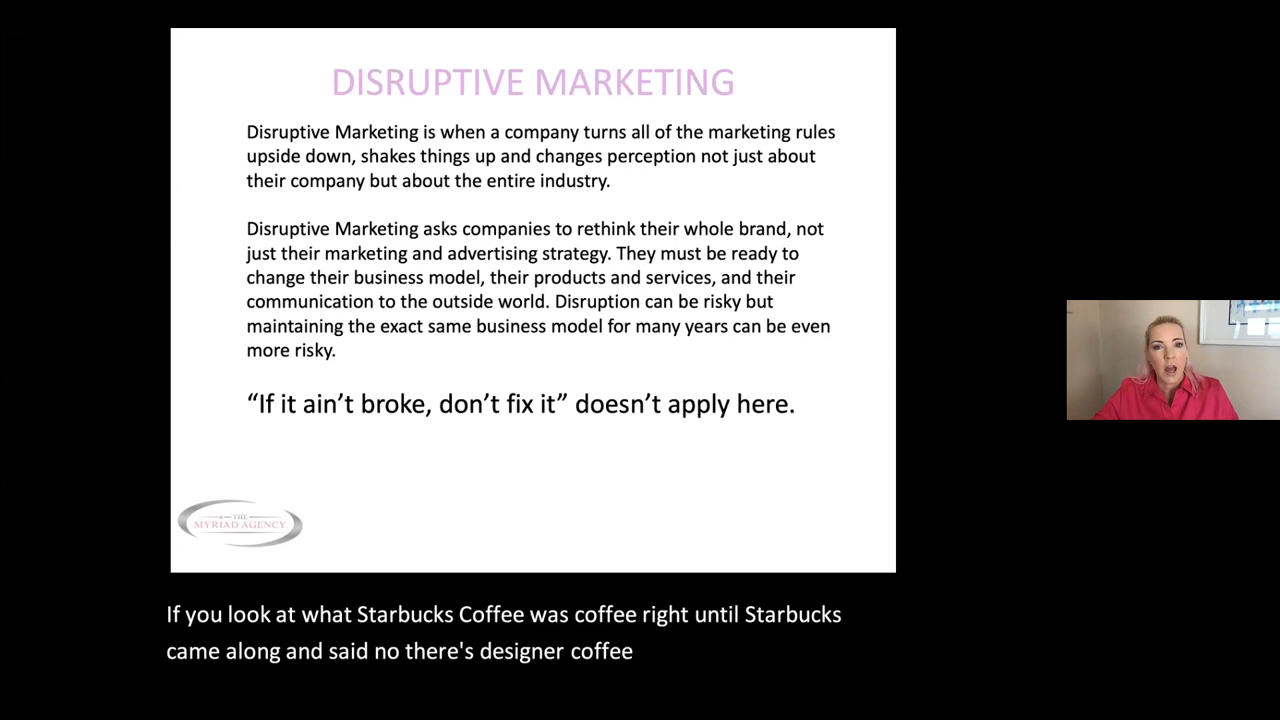 DISRUPTIVE MARKETING
Disruptive Marketing is when a company turns all of the marketing rules
upside down, shakes things up and changes perception not just about
their company but about the entire industry.
Disruptive Marketing asks companies to rethink their whole brand, not
just their marketing and advertising strategy. They must be ready to
change their business model, their products and services, and their
communication to the outside world. Disruption can be risky but
maintaining the exact same business model for many years can be even
more risky.
“If it ain’t broke, don’t fix it” doesn’t apply here.
THE
MYRIAD AGENCY
If you look at what Starbucks Coffee was coffee right until Starbucks
came along and said no there's designer coffee